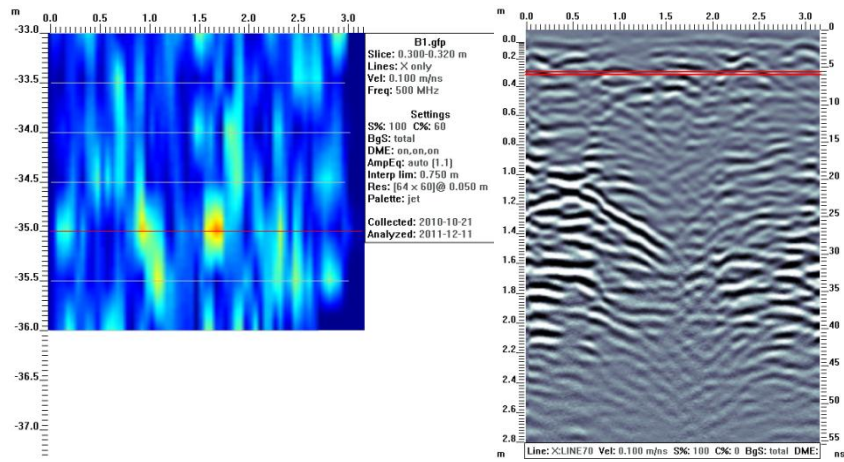 m 0.0 0.5 1.0 1.5 2.0 2.5 3.0
-33.0
-33.5
-34.0
-34.5
-35.0
-35.5
-36.0
-36.5
-37.0
m
B1.gfp
Slice: 0.300-0.320 m
Lines: X only
Vel: 0.100 m/ns
Freq: 500 MHz
Settings
S%: 100 C%: 60
BgS: total
DME: on,on,on
AmpEq: auto [1.1]
Interp lim: 0.750 m
Res: [64 x 60]@ 0.050 m
Palette: jet
Collected: 2010-10-21
Analyzed: 2011-12-11
m 0.0 0.5 1.0 1.5 2.0 2.5 3.0
0.0
0.2
0.4
0.6
0.8
1.0
1.2
1.4
1.6
1.8
2.0
2.2
2.4
2.6
2.8
m
0
5
10
15
20
25
30
35
40
45
50
55
ns
Line: X:LINE70 Vel: 0.100 m/ns S%: 100 C%: 0 BgS: total DME: